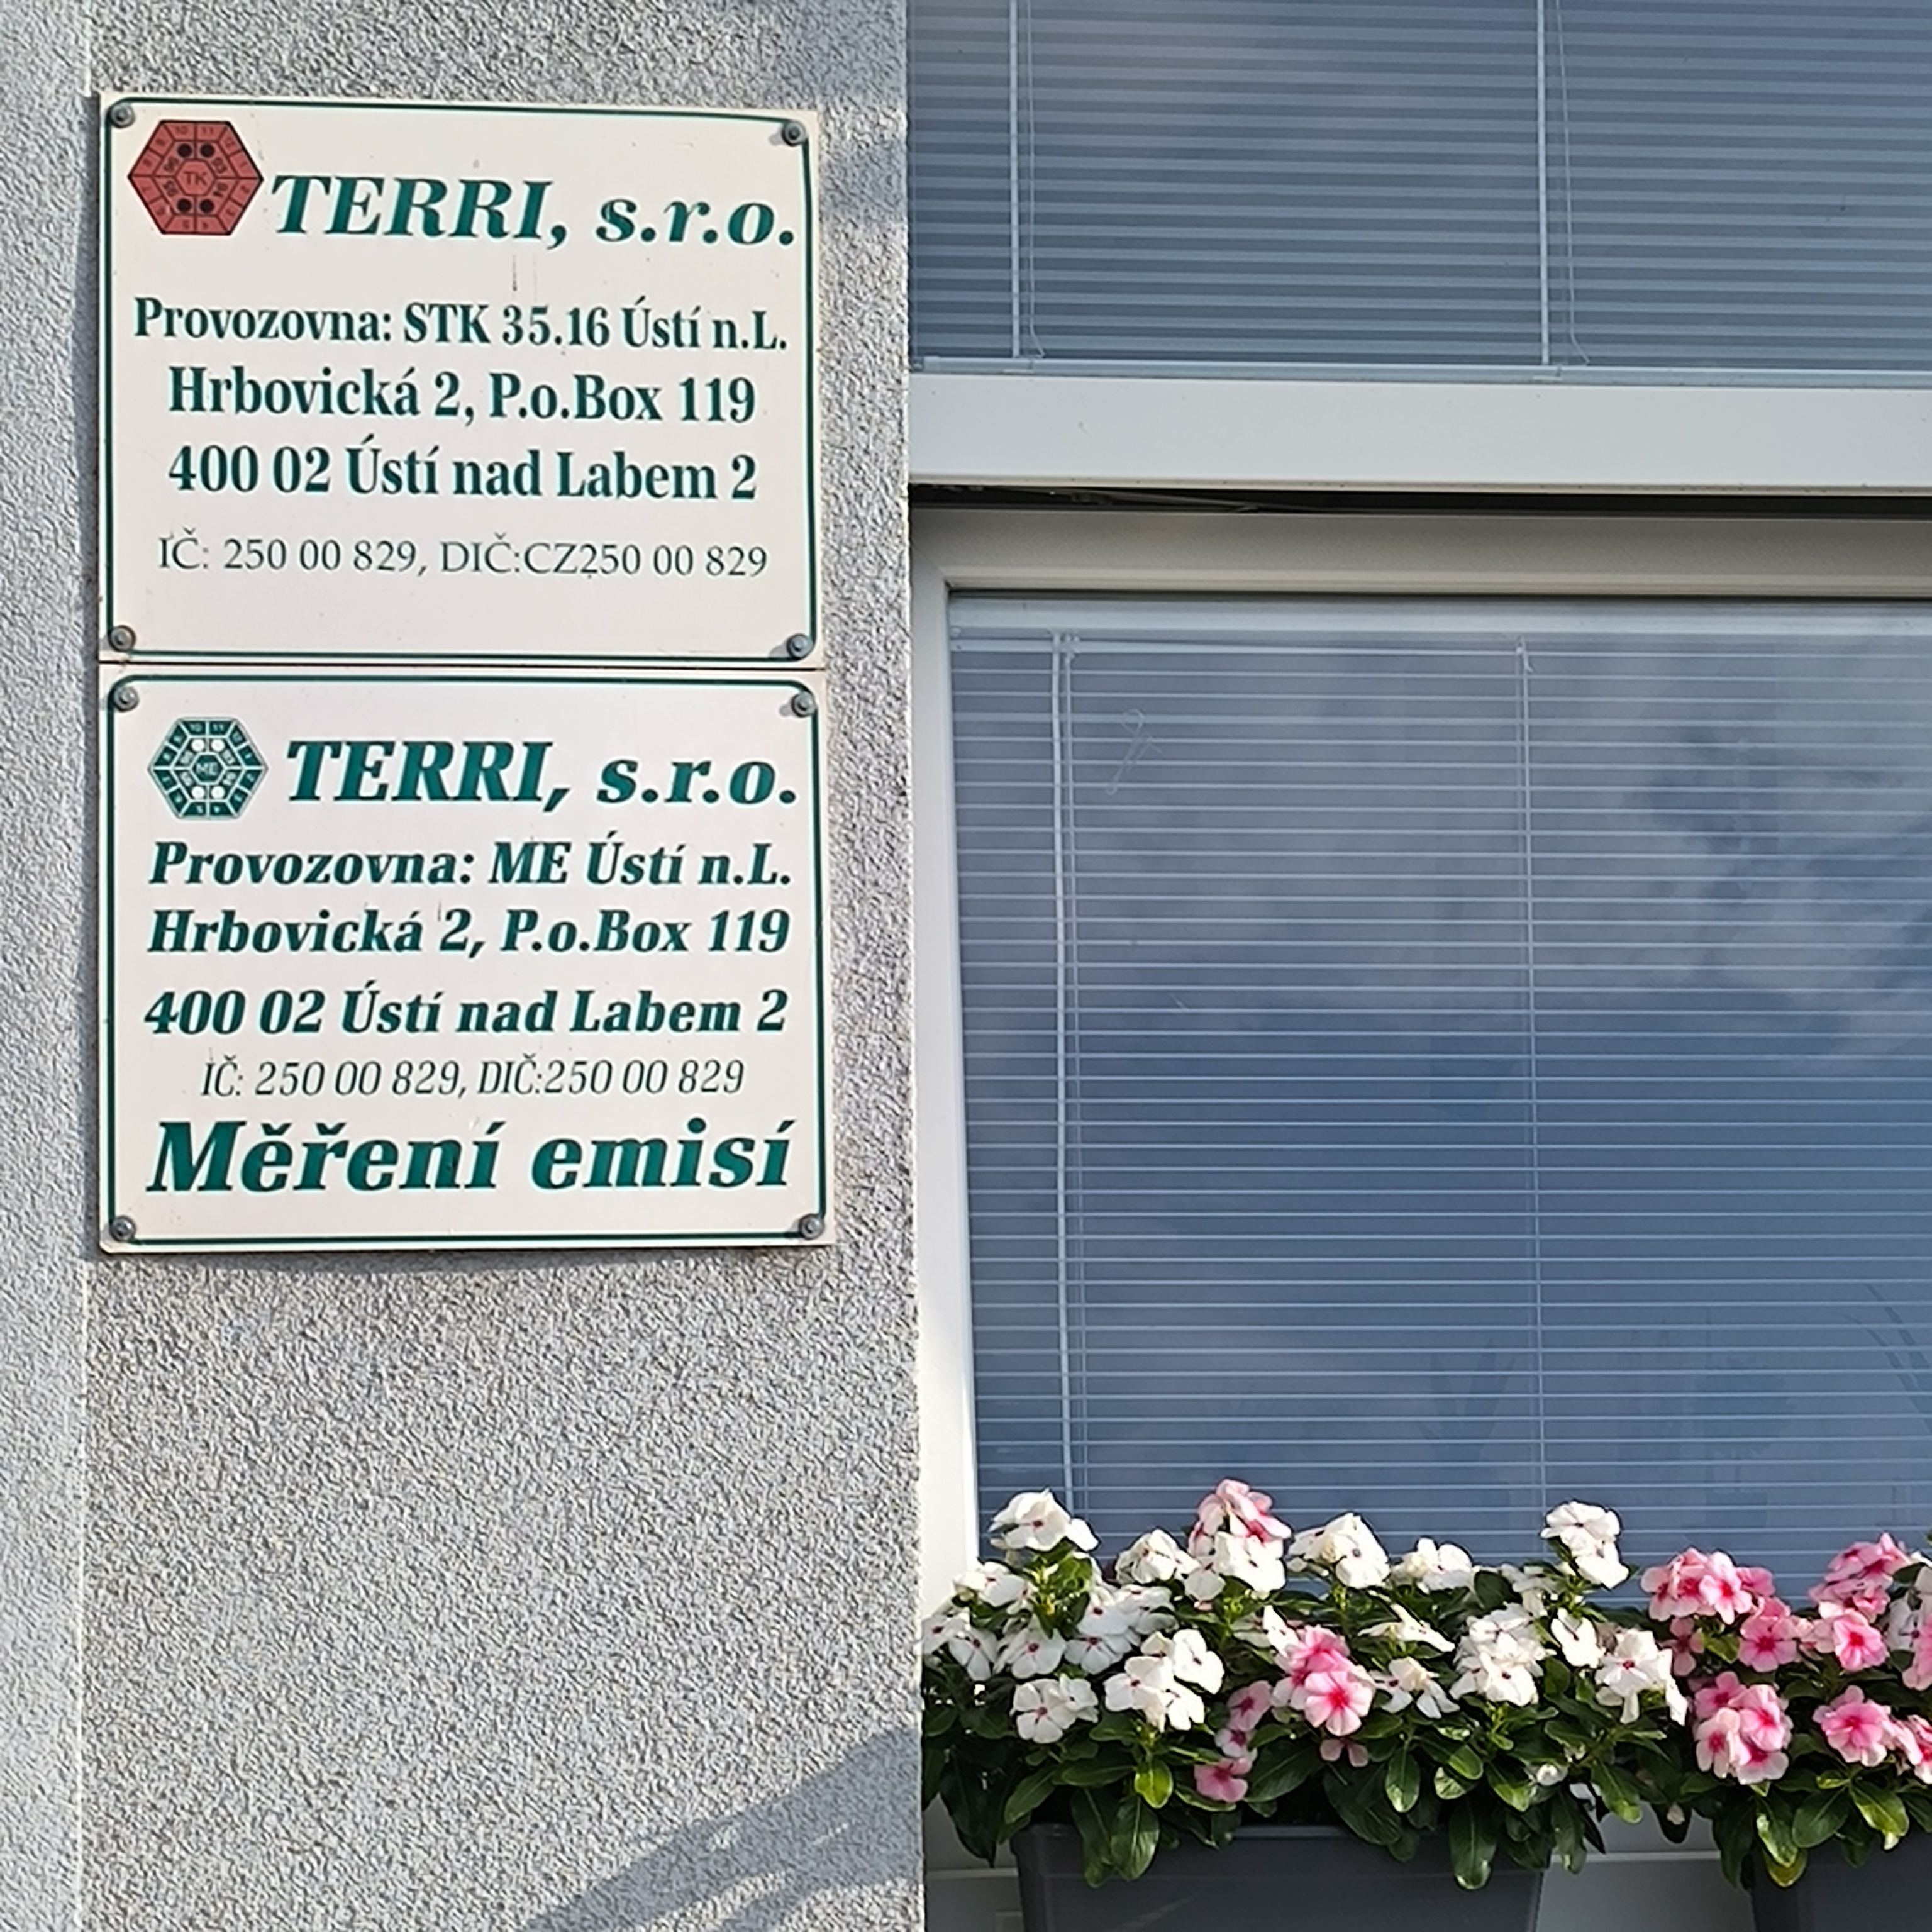 TK
TERRI, s.r.o.
Provozovna: STK 35.16 Ústí n.L.
Hrbovická 2, P.o.Box 119
400 02 Ústí nad Labem 2
IČ: 250 00 829, DIČ:CZ250 00 829
ME
TERRI, s.r.o.
Provozovna: ME Ústí n.L.
Hrbovická 2, P.o.Box 119
400 02 Ústí nad Labem 2
IČ: 250 00 829, DIČ:250 00 829
Měření emisí